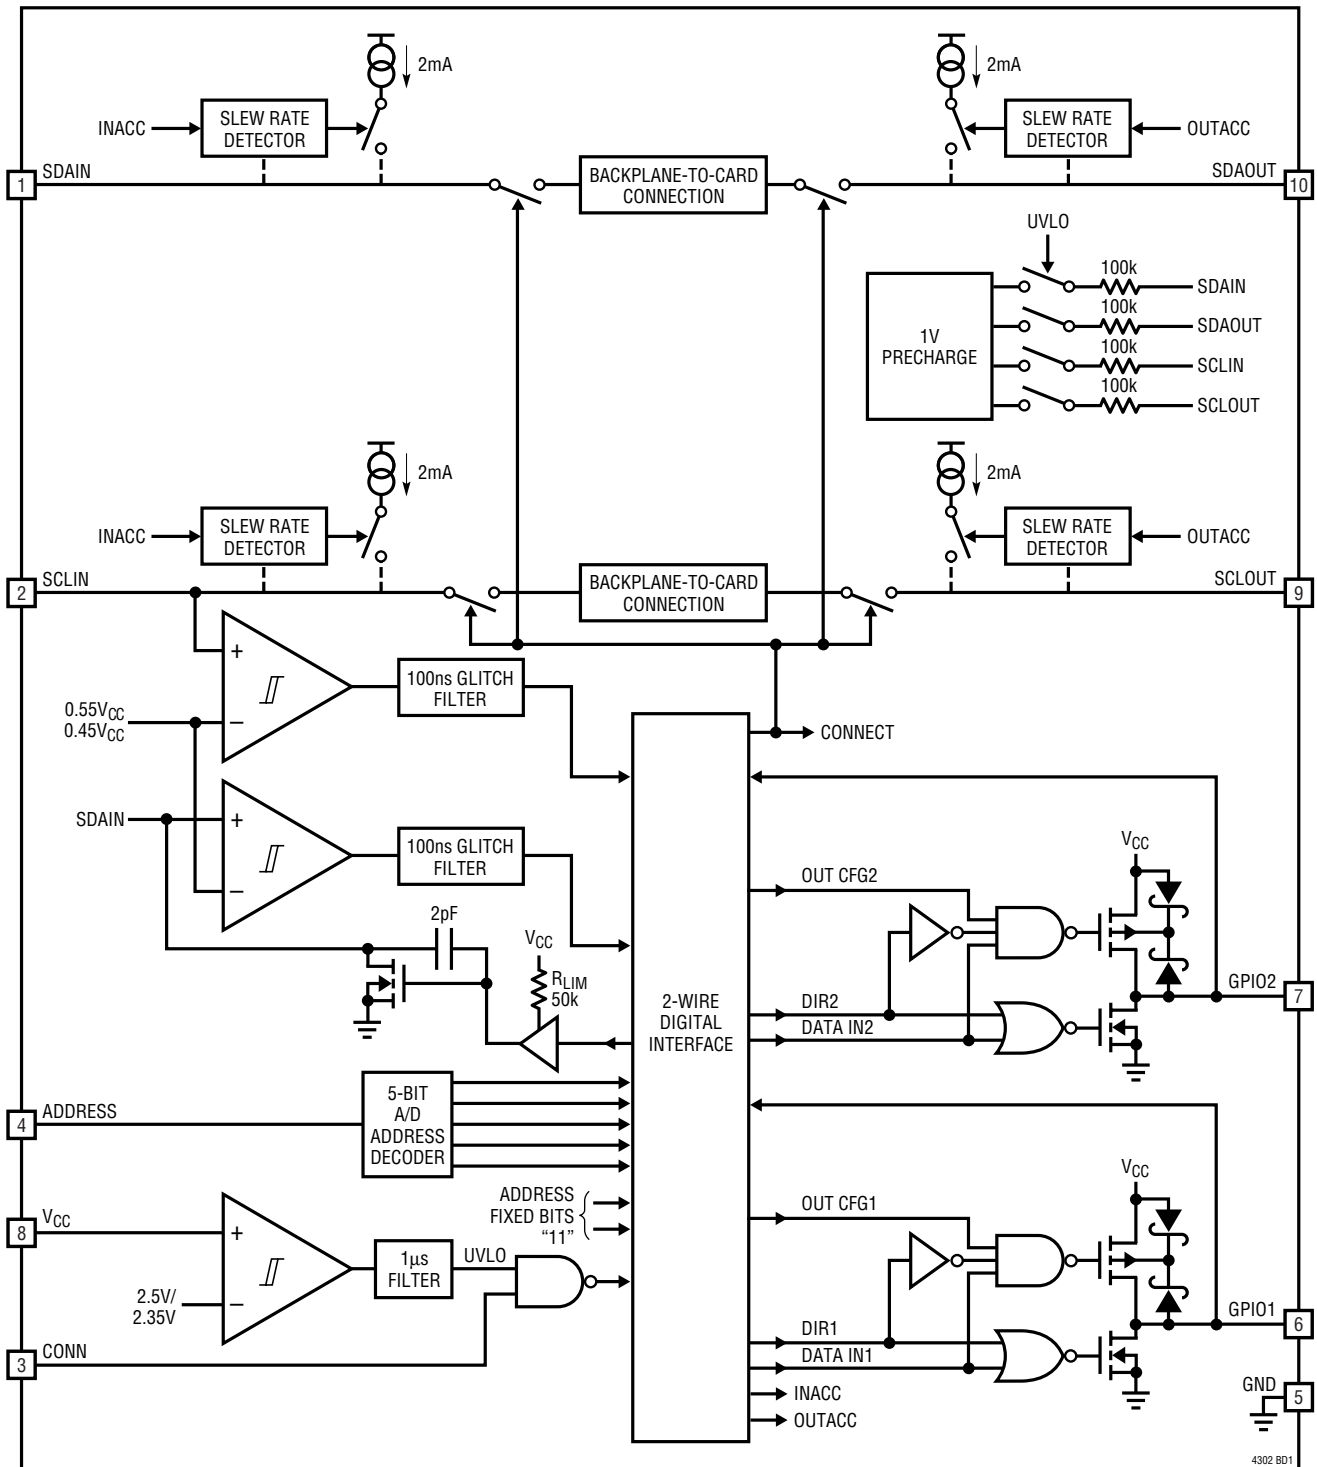 2mA
2mA
INACC
SLEW RATE
DETECTOR
SLEW RATE
DETECTOR
OUTACC
1
SDAIN
BACKPLANE-TO-CARD
CONNECTION
SDAOUT
10
UVLO
1V
PRECHARGE
100k
SDAIN
100k
SDAOUT
100k
SCLIN
100k
SCLOUT
2mA
2mA
INACC
SLEW RATE
DETECTOR
SLEW RATE
DETECTOR
OUTACC
2
SCLIN
BACKPLANE-TO-CARD
CONNECTION
SCLOUT
9
+
100ns GLITCH
FILTER
0.55VCC
0.45VCC
–
CONNECT
SDAIN
+
100ns GLITCH
FILTER
–
VCC
OUT CFG2
2pF
VCC
RLIM
50k
2-WIRE
DIGITAL
INTERFACE
DIR2
DATA IN2
GPIO2
7
4
ADDRESS
5-BIT
A/D
ADDRESS
DECODER
ADDRESS
FIXED BITS
“11”
VCC
OUT CFG1
8
VCC
+
1µs
FILTER
UVLO
2.5V/
2.35V
–
DIR1
DATA IN1
GPIO1
6
3
CONN
INACC
OUTACC
GND
5
4302 BD1